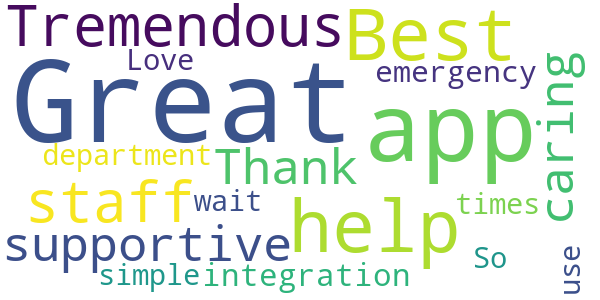 Tremendous
Best
Love
Great
emergency
caring
app
department
Thank
staff
wait
help
times
supportive
So
use
simple
integration